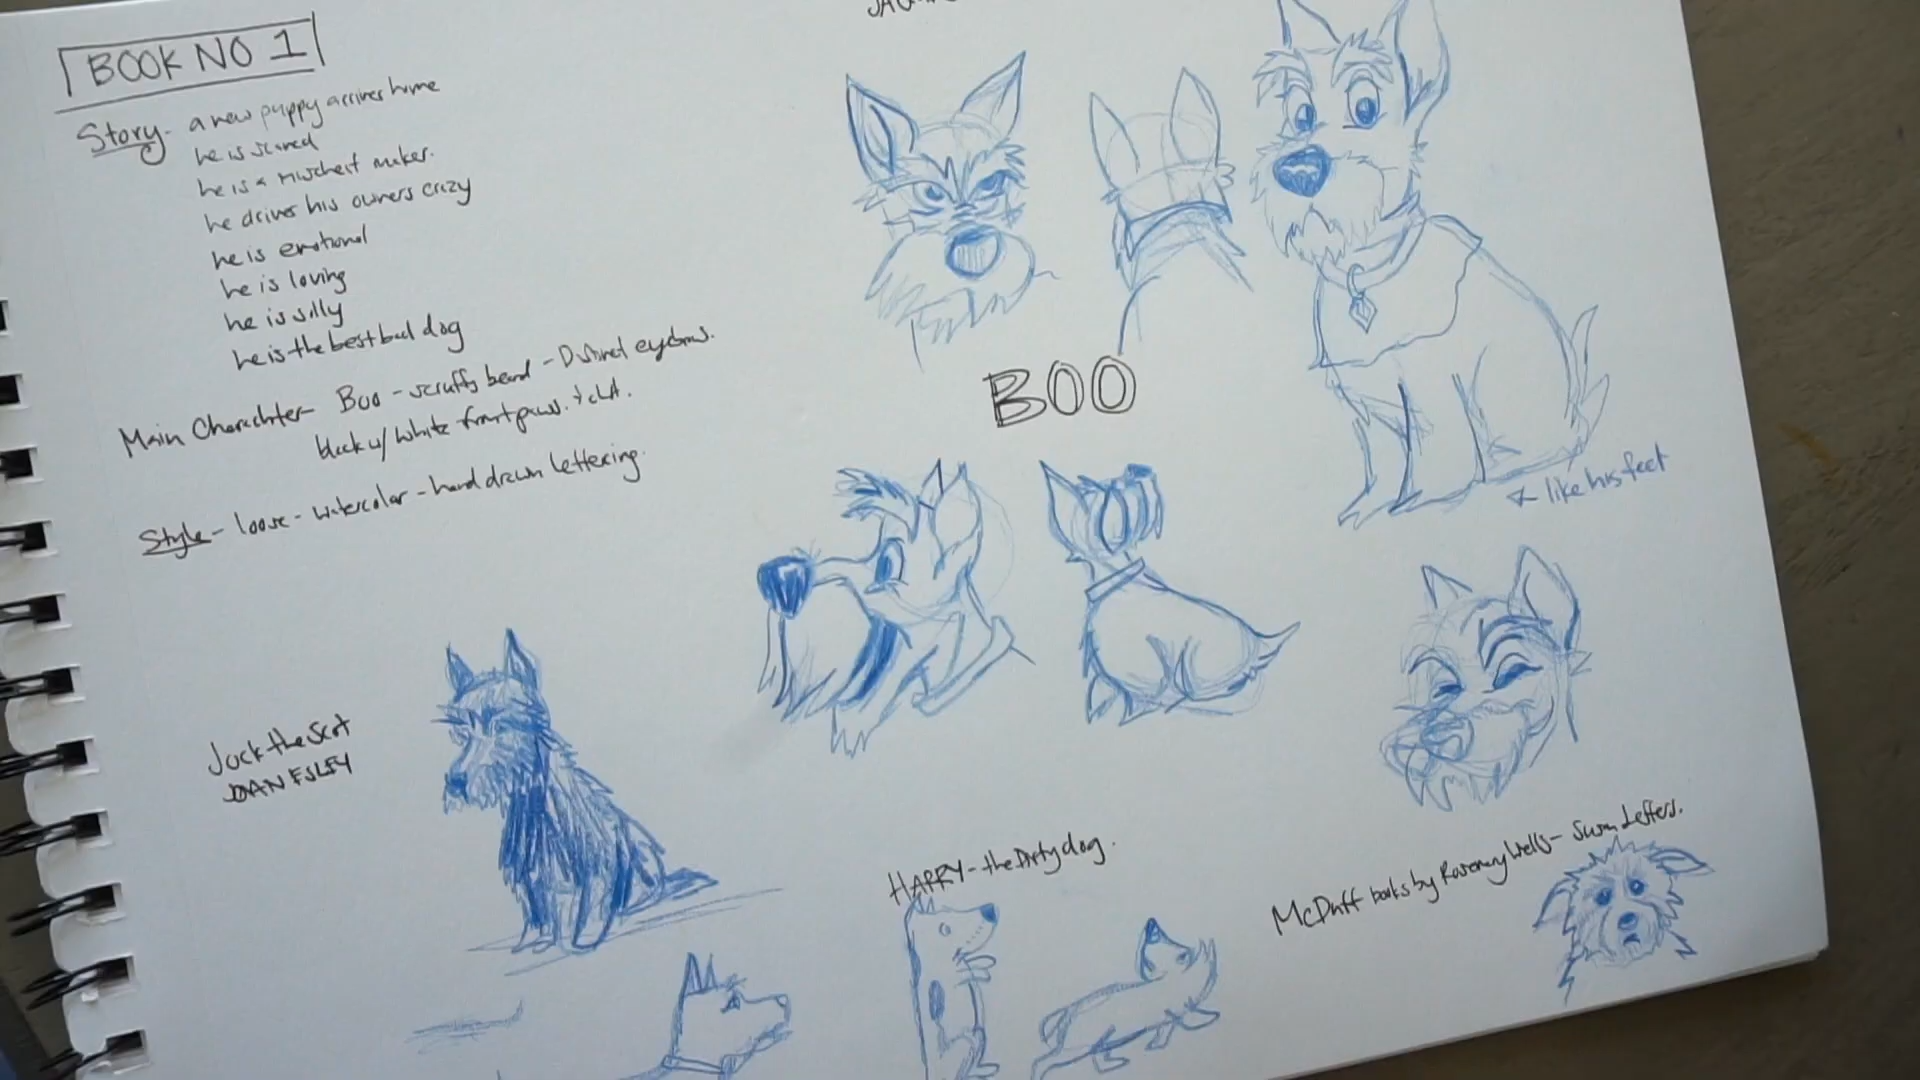 BOOK NO 1
Story - a new puppy arrives home
he is scared
he is a mischeif maker.
he drives his owners crazy
he is emotional
he is loving
he is silly
he is the best bad dog
Main Charachter - Boo - scruffy beard - Distinct eyebrows.
black w/ white front paws. +
Style - loose - watercolor - hand drawn lettering.
BOO
← like his feet
Jock the Scot
HARRY - the Dirty dog.
McDuff books by Rosemary Wells - Susan Jeffers.